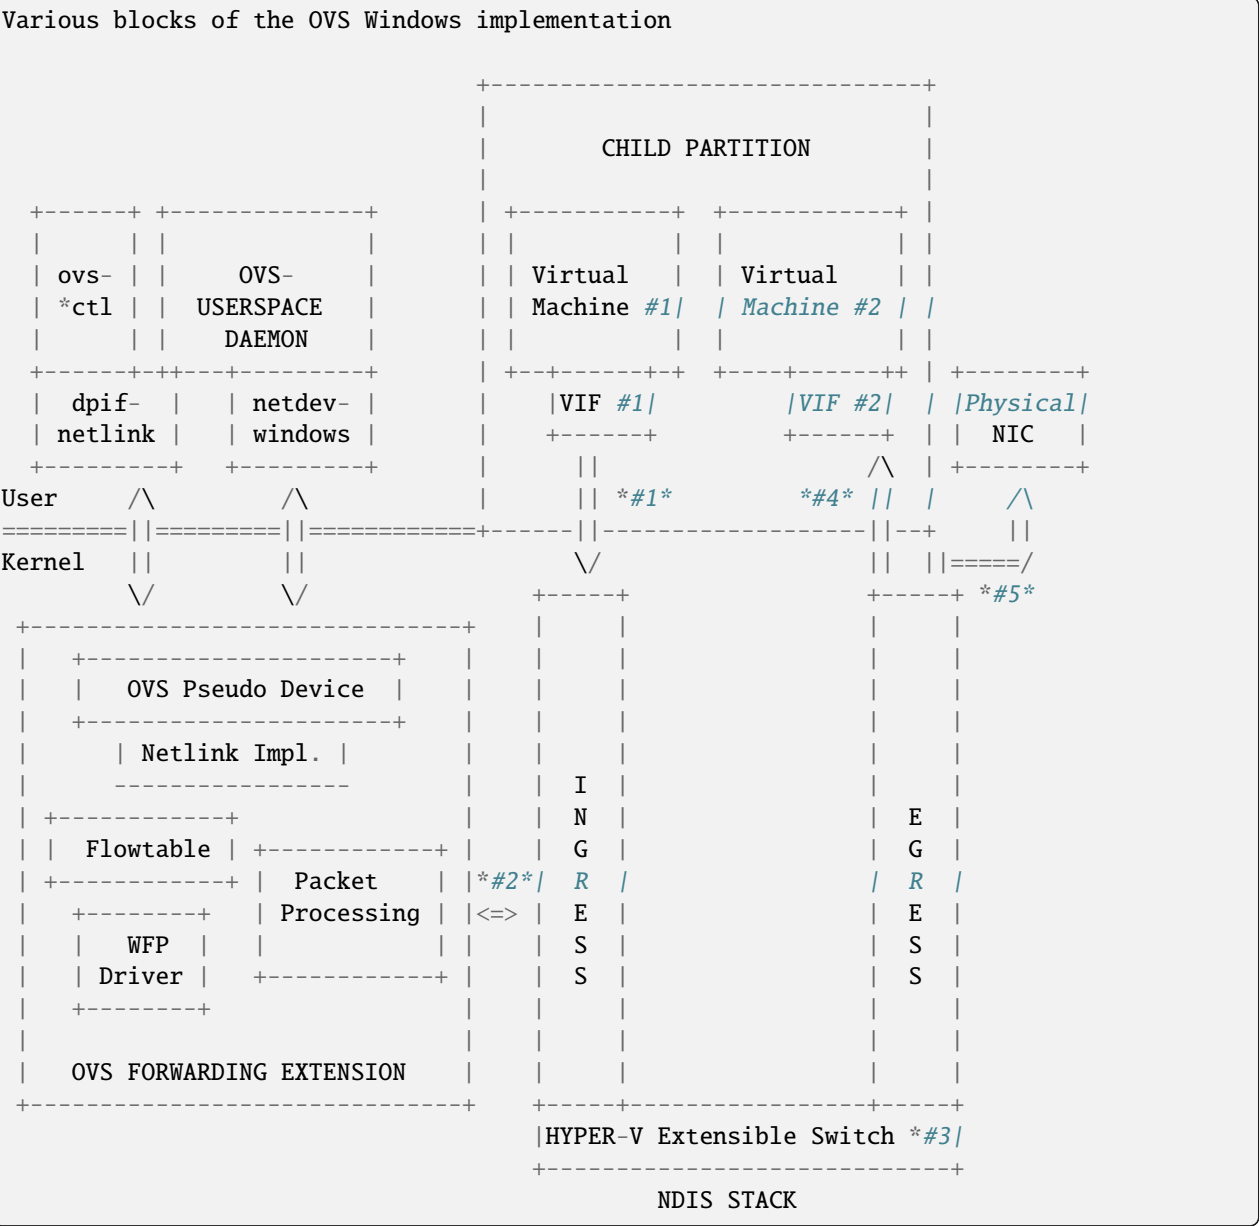 Various blocks of the OVS Windows implementation
                                  +-------------------------------+
                                  |                               |
                                  |        CHILD PARTITION        |
                                  |                               |
  +------+ +--------------+       | +-----------+  +------------+ |
  |      | |              |       | |           |  |            | |
  | ovs- | |     OVS-     |       | | Virtual   |  | Virtual    | |
  | *ctl | |  USERSPACE   |       | | Machine #1|  | Machine #2 | |
  |      | |    DAEMON    |       | |           |  |            | |
  +------+-++---+---------+       | +--+------+-+  +----+------++ |  +--------+
  |  dpif-  |   | netdev- |       |    |VIF #1|         |VIF #2|  |  |Physical|
  | netlink |   | windows |       |    +------+         +------+  |  |  NIC   |
  +---------+   +---------+       |      ||                   /\  |  +--------+
User     /\         /\            |      || *#1*         *#4* ||  |      /\
=========||=========||============+------||-------------------||--+      ||
Kernel   ||         ||                   \/                   ||  ||=====/
         \/         \/                +-----+                 +-----+ *#5*
 +-------------------------------+    |     |                 |     |
 |   +----------------------+    |    |     |                 |     |
 |   |   OVS Pseudo Device  |    |    |     |                 |     |
 |   +----------------------+    |    |     |                 |     |
 |      | Netlink Impl. |        |    |     |                 |     |
 |      -----------------        |    |  I  |                 |     |
 | +------------+                |    |  N  |                 |  E  |
 | |  Flowtable | +------------+ |    |  G  |                 |  G  |
 | +------------+ |  Packet    | |*#2*|  R  |                 |  R  |
 |   +--------+   | Processing | |<=> |  E  |                 |  E  |
 |   |   WFP  |   |            | |    |  S  |                 |  S  |
 |   | Driver |   +------------+ |    |  S  |                 |  S  |
 |   +--------+                  |    |     |                 |     |
 |                               |    |     |                 |     |
 |   OVS FORWARDING EXTENSION    |    |     |                 |     |
 +-------------------------------+    +-----+-----------------+-----+
                                      |HYPER-V Extensible Switch *#3|
                                      +-----------------------------+
                                               NDIS STACK